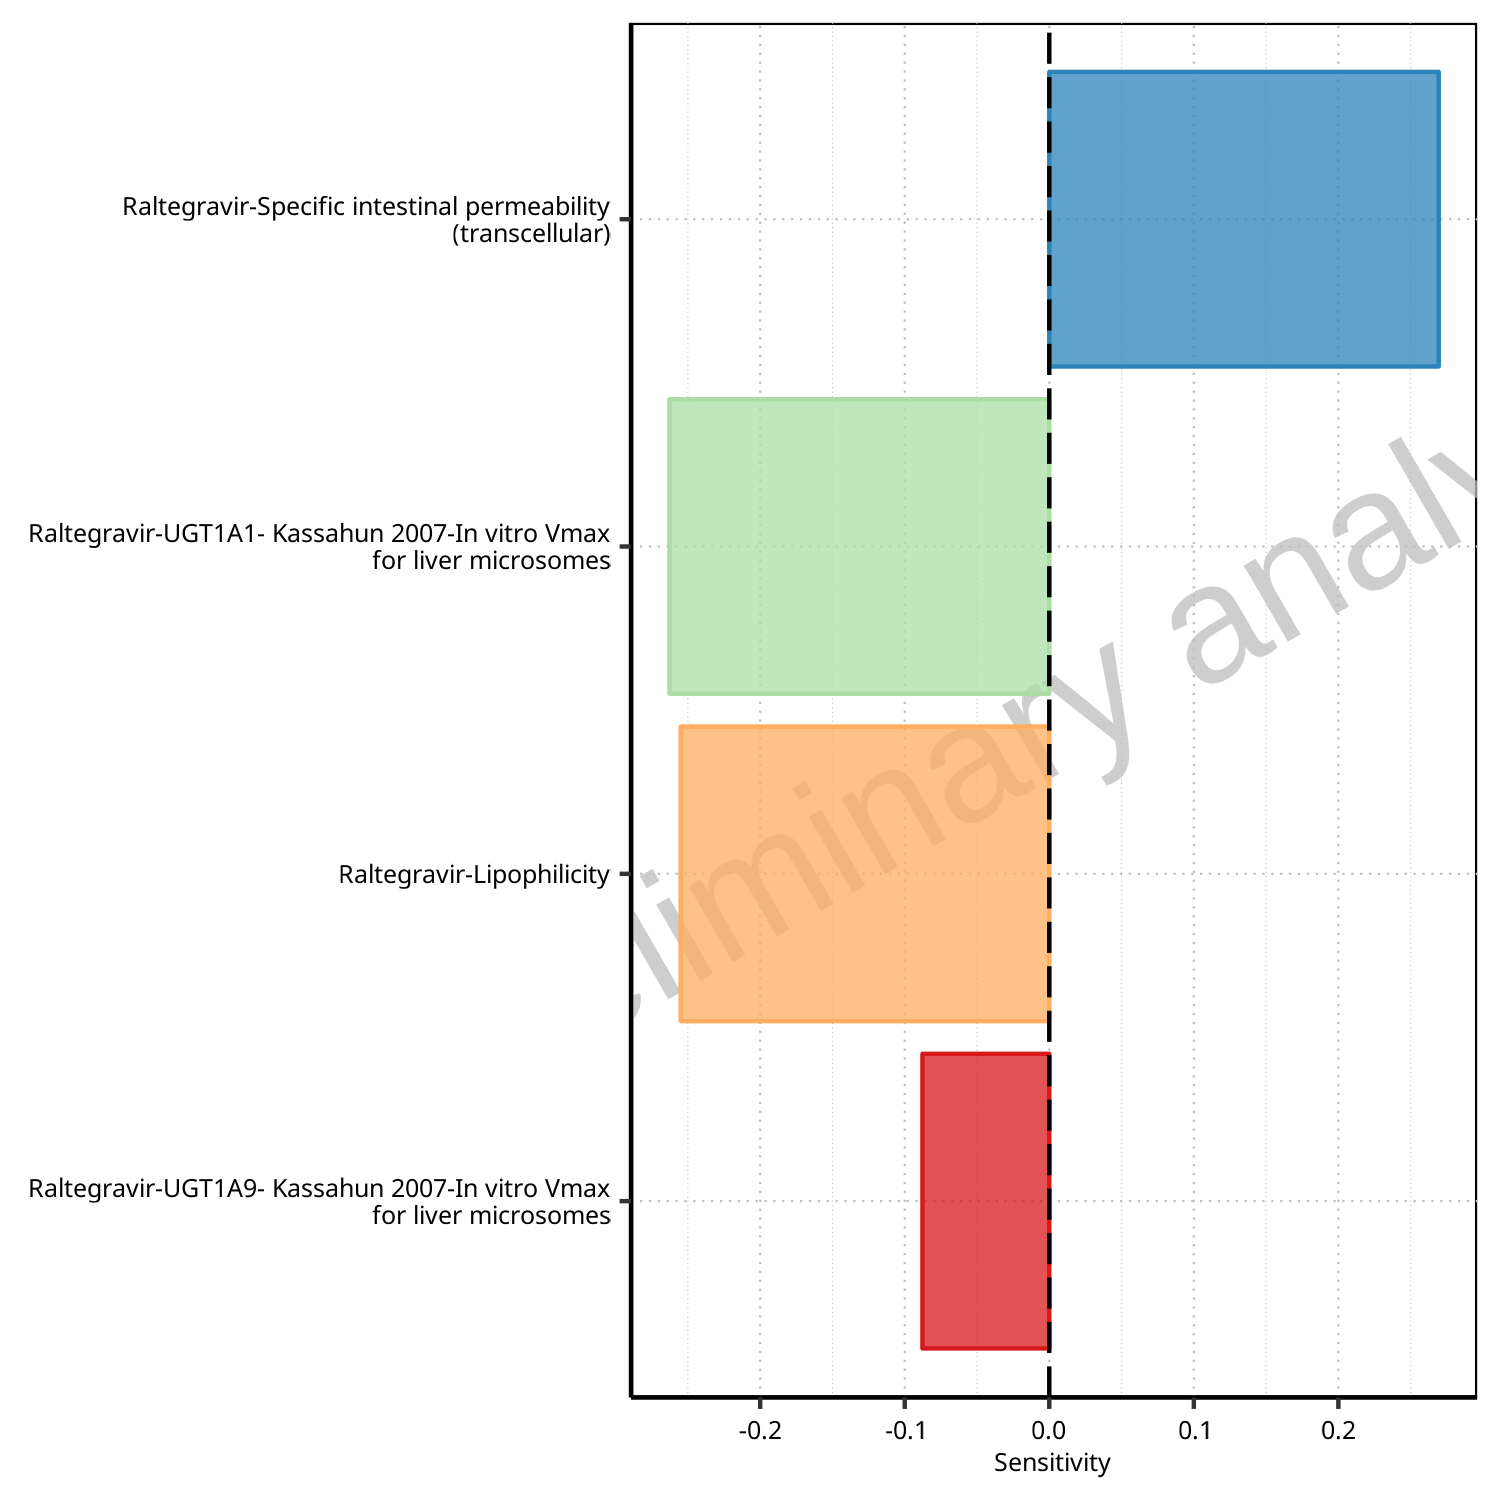 Raltegravir-Specific intestinal permeability
(transcellular)
Raltegravir-UGT1A1- Kassahun 2007-In vitro Vmax
for liver microsomes
Raltegravir-Lipophilicity
Raltegravir-UGT1A9- Kassahun 2007-In vitro Vmax
for liver microsomes
-0.2 -0.1 0.0 0.1 0.2
Sensitivity